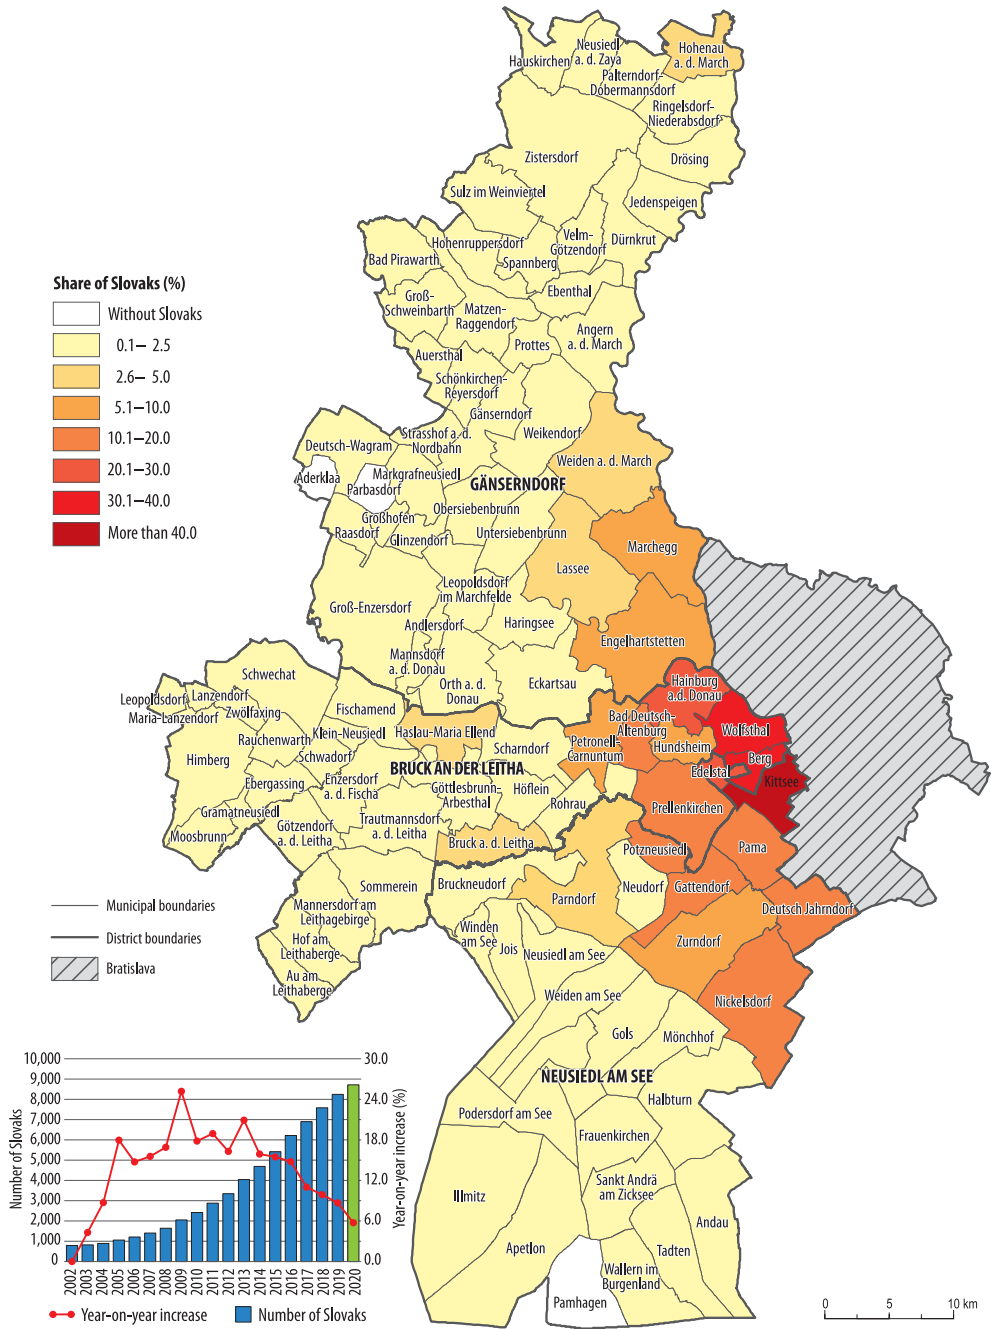 Hauskirchen
Neusiedl
a. d. Zaya
Hohenau
a. d. March
Palterndorf-
Dobermannsdorf
Ringelsdorf-
Niederabsdorf
Zistersdorf
Drösing
Sulz im Weinviertel
Jedenspeigen
Hohenruppersdorf
Velm-
Götzendorf
Dürnkrut
Bad Pirawarth
Spannberg
Ebenthal
Groß-
Schweinbarth
Matzen-
Raggendorf
Angern
a. d. March
Prottes
Auersthal
Schönkirchen-
Reyersdorf
Gänserndorf
Weikendorf
Strasshof a. d.
Nordbahn
Deutsch-Wagram
Weiden a. d. March
Aderklaa
Markgrafneusiedl
Parbasdorf
GÄNSERNDORF
Obersiebenbrunn
Großhofen
Raasdorf
Glinzendorf
Untersiebenbrunn
Marchegg
Lassee
Leopoldsdorf
im Marchfelde
Groß-Enzersdorf
Andlersdorf
Haringsee
Engelhartstetten
Mannsdorf
a. d. Donau
Orth a. d.
Donau
Eckartsau
Share of Slovaks (%)
Without Slovaks
0.1– 2.5
2.6– 5.0
5.1–10.0
10.1–20.0
20.1–30.0
30.1–40.0
More than 40.0
Schwechat
Leopoldsdorf
Lanzendorf
Maria-Lanzendorf
Zwölfaxing
Fischamend
Hainburg
a.d. Donau
Bad Deutsch-
Altenburg
Wolfsthal
Rauchenwarth
Klein-Neusiedl
Haslau-Maria Ellend
Scharndorf
Petronell-
Carnuntum
Hundsheim
Himberg
Schwadorf
BRUCK AN DER LEITHA
Berg
Edelstal
Kittsee
Ebergassing
Enzersdorf
a. d. Fischa
Göttlesbrunn-
Arbesthal
Höflein
Rohrau
Prellenkirchen
Gramatneusiedl
Moosbrunn
Götzendorf
a. d. Leitha
Trautmannsdorf
a. d. Leitha
Bruck a. d. Leitha
Potzneusiedl
Pama
Sommerein
Bruckneudorf
Parndorf
Neudorf
Gattendorf
Deutsch Jahrndorf
Mannersdorf am
Leithagebirge
Winden
am See
Jois
Neusiedl am See
Zurndorf
Hof am
Leithaberge
Au am
Leithaberge
Weiden am See
Nickelsdorf
Gols
Mönchhof
NEUSIEDL AM SEE
Halbturn
Podersdorf am See
Frauenkirchen
Illmitz
Sankt Andrä
am Zicksee
Andau
Apetlon
Tadten
Wallern im
Burgenland
Pamhagen
Municipal boundaries
District boundaries
Bratislava
10,000
9,000
8,000
7,000
6,000
5,000
4,000
3,000
2,000
1,000
0
Number of Slovaks
30.0
24.0
18.0
12.0
6.0
0.0
Year-on-year increase (%)
2002
2003
2004
2005
2006
2007
2008
2009
2010
2011
2012
2013
2014
2015
2016
2017
2018
2019
2020
Year-on-year increase
Number of Slovaks
0 5 10 km